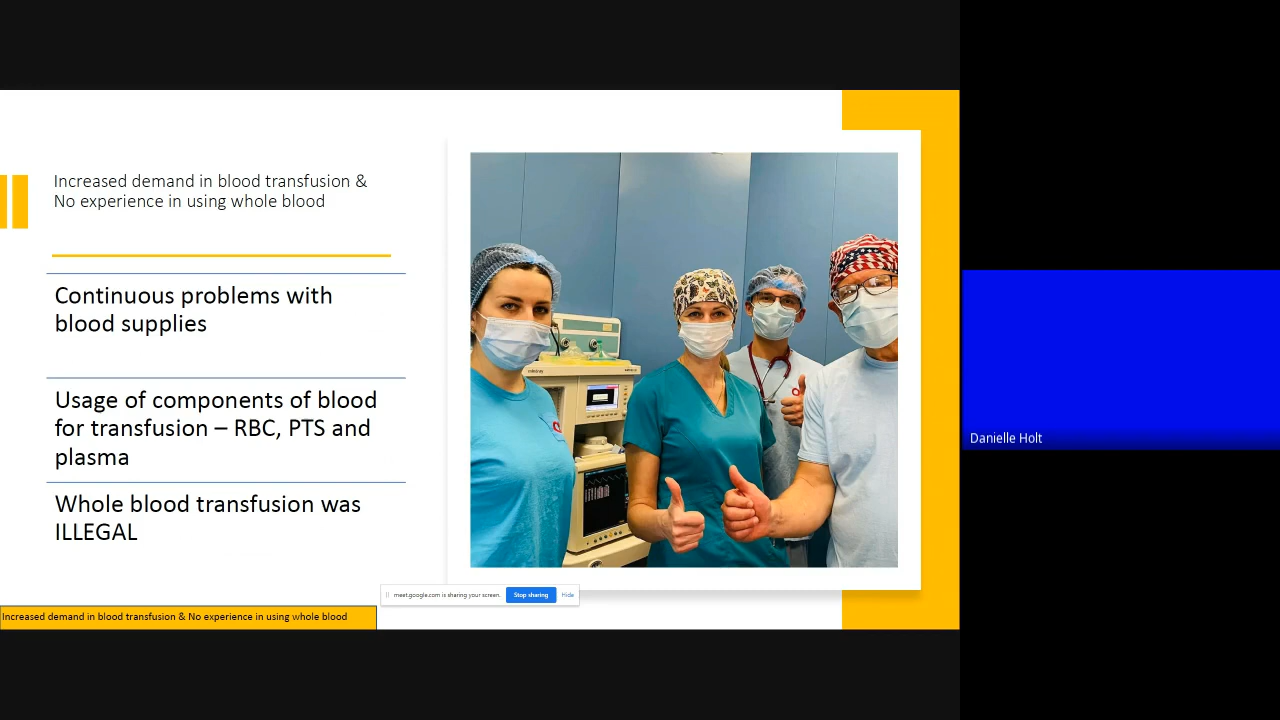 Increased demand in blood transfusion &
No experience in using whole blood
Continuous problems with
blood supplies
Usage of components of blood
for transfusion – RBC, PTS and
plasma
Whole blood transfusion was
ILLEGAL
meet.google.com is sharing your screen.
Stop sharing
Hide
Increased demand in blood transfusion & No experience in using whole blood
Danielle Holt
mindray